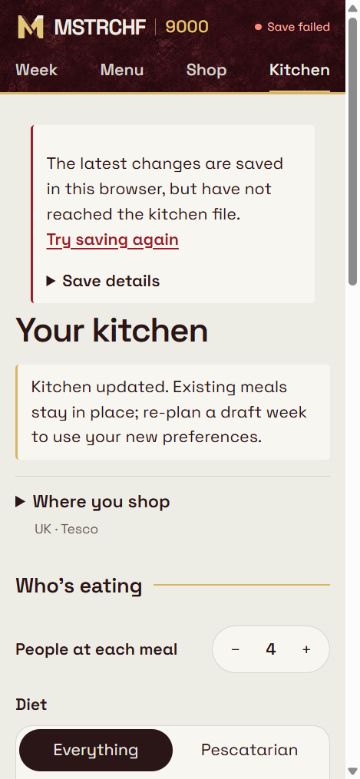 MSTRCHF | 9000
Save failed
Week Menu Shop Kitchen
The latest changes are saved
in this browser, but have not
reached the kitchen file.
Try saving again
Save details
Your kitchen
Kitchen updated. Existing meals
stay in place; re-plan a draft week
to use your new preferences.
Where you shop
UK · Tesco
Who's eating
People at each meal − 4 +
Diet
Everything Pescatarian